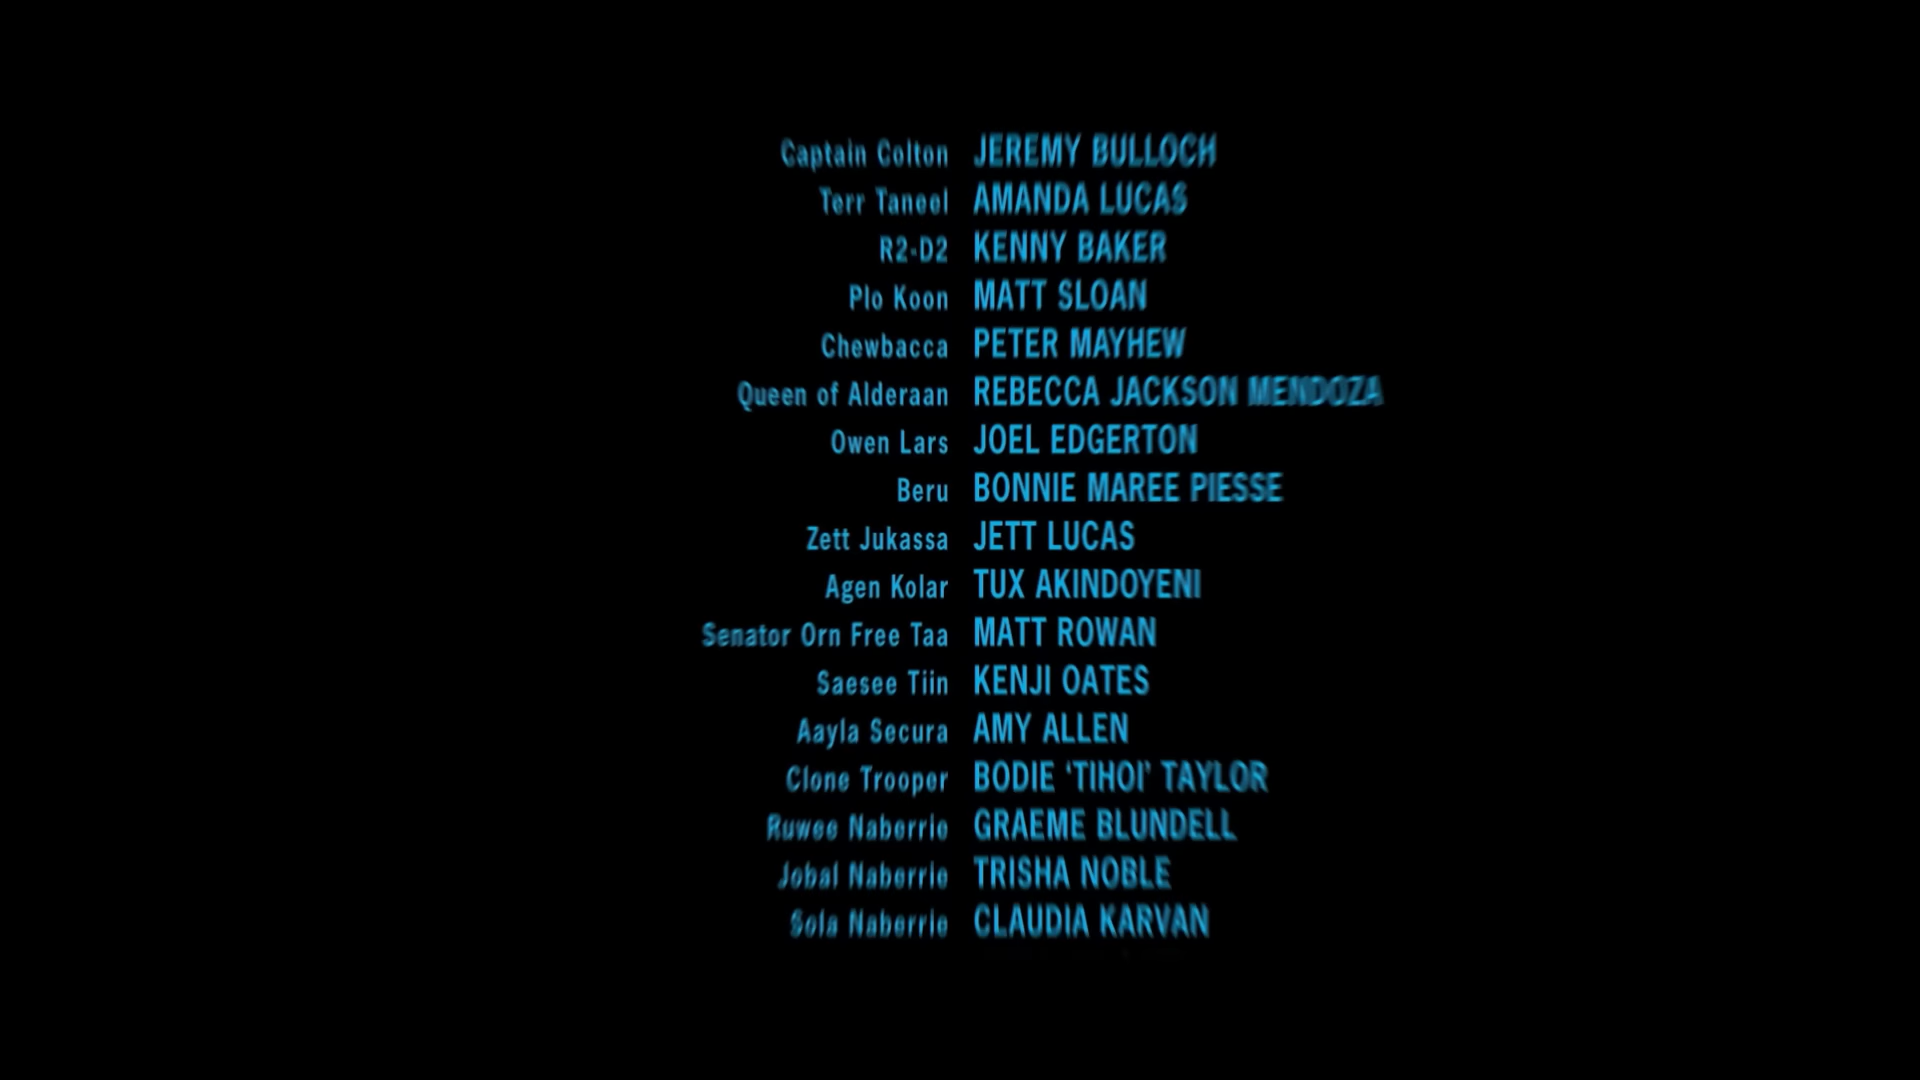 Captain Colton JEREMY BULLOCH
Terr Taneel AMANDA LUCAS
R2-D2 KENNY BAKER
Plo Koon MATT SLOAN
Chewbacca PETER MAYHEW
Queen of Alderaan REBECCA JACKSON MENDOZA
Owen Lars JOEL EDGERTON
Beru BONNIE MAREE PIESSE
Zett Jukassa JETT LUCAS
Agen Kolar TUX AKINDOYENI
Senator Orn Free Taa MATT ROWAN
Saesee Tiin KENJI OATES
Aayla Secura AMY ALLEN
Clone Trooper BODIE ‘TIHOI’ TAYLOR
Ruwee Naberrie GRAEME BLUNDELL
Jobal Naberrie TRISHA NOBLE
Sola Naberrie CLAUDIA KARVAN